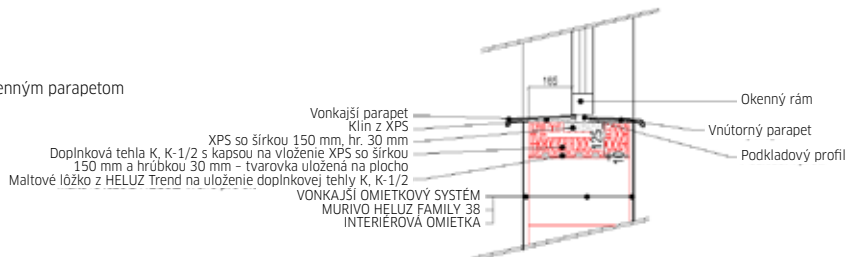 enným parapetom
165
Vonkajší parapet
Klin z XPS
XPS so šírkou 150 mm, hr. 30 mm
Doplnková tehla K, K-1/2 s kapsou na vloženie XPS so šírkou
150 mm a hrúbkou 30 mm – tvarovka uložená na plocho
Maltové lôžko z HELUZ Trend na uloženie doplnkovej tehly K, K-1/2
VONKAJŠÍ OMIETKOVÝ SYSTÉM
MURIVO HELUZ FAMILY 38
INTERIÉROVÁ OMIETKA
Okenný rám
Vnútorný parapet
Podkladový profil
125
10